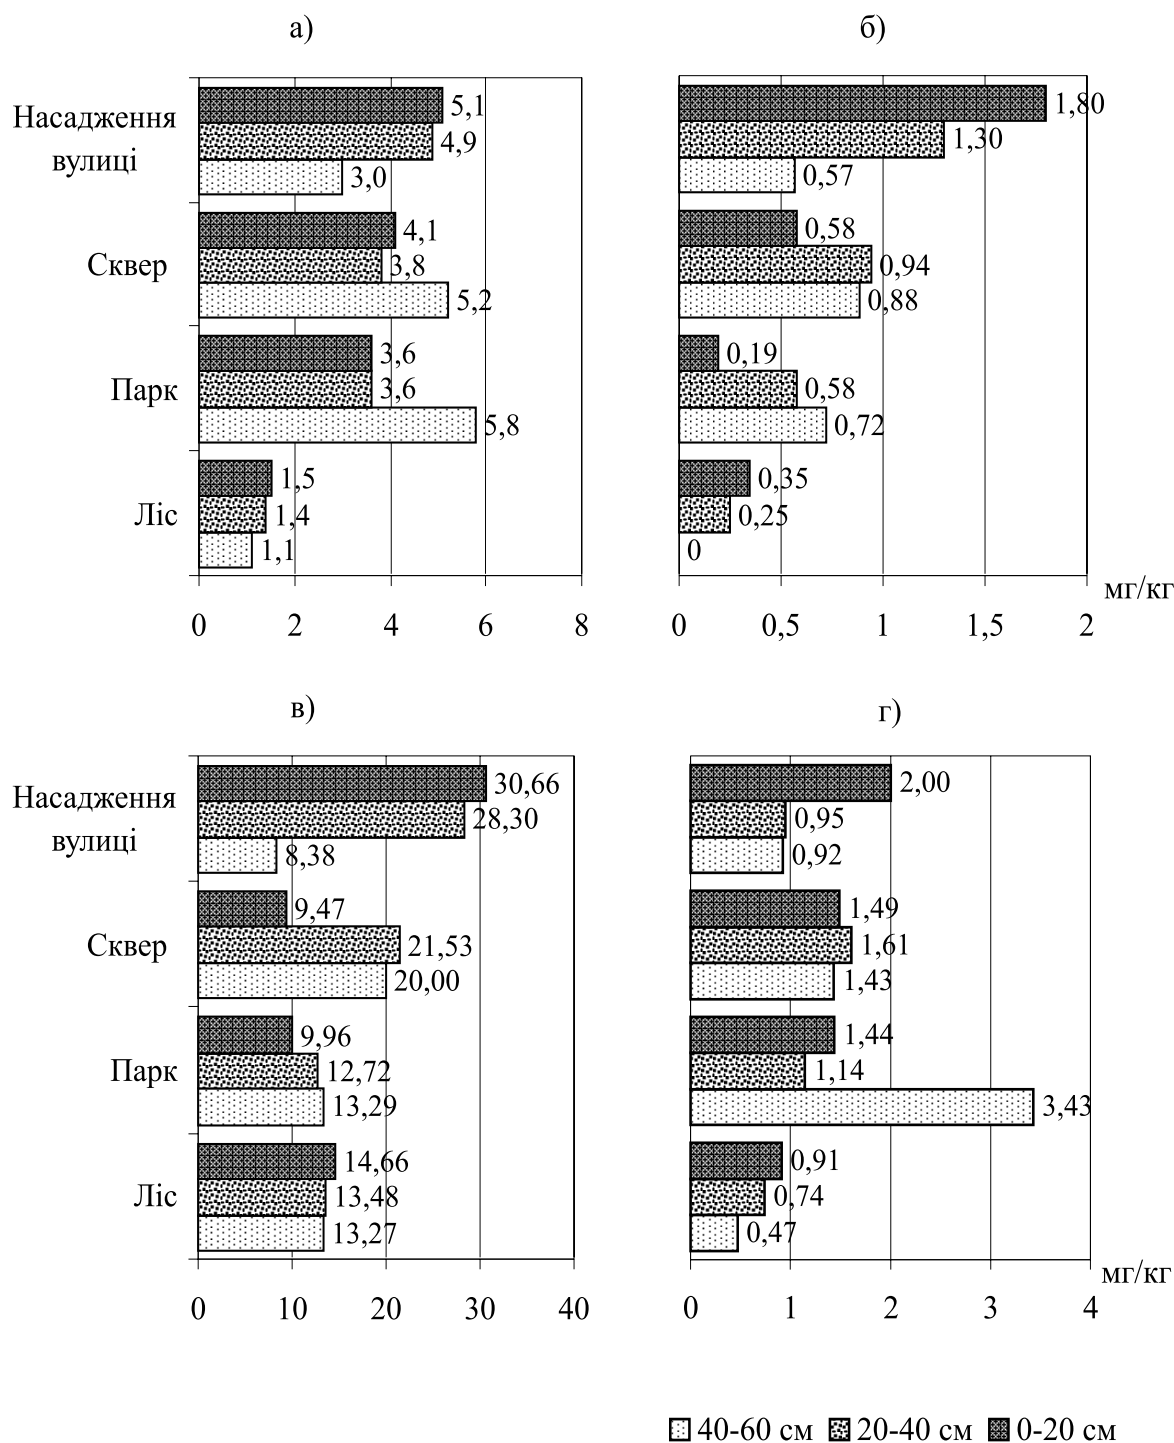 а)
б)
Насадження
вулиці
5,1
4,9
3,0
Сквер
4,1
3,8
5,2
Парк
3,6
3,6
5,8
Ліс
1,5
1,4
1,1
0 2 4 6 8
1,80
1,30
0,57
0,58
0,94
0,88
0,19
0,58
0,72
0,35
0,25
0
мг/кг
0 0,5 1 1,5 2
в)
г)
Насадження
вулиці
30,66
28,30
8,38
Сквер
9,47
21,53
20,00
Парк
9,96
12,72
13,29
Ліс
14,66
13,48
13,27
0 10 20 30 40
2,00
0,95
0,92
1,49
1,61
1,43
1,44
1,14
3,43
0,91
0,74
0,47
мг/кг
0 1 2 3 4
40-60 см 20-40 см 0-20 см